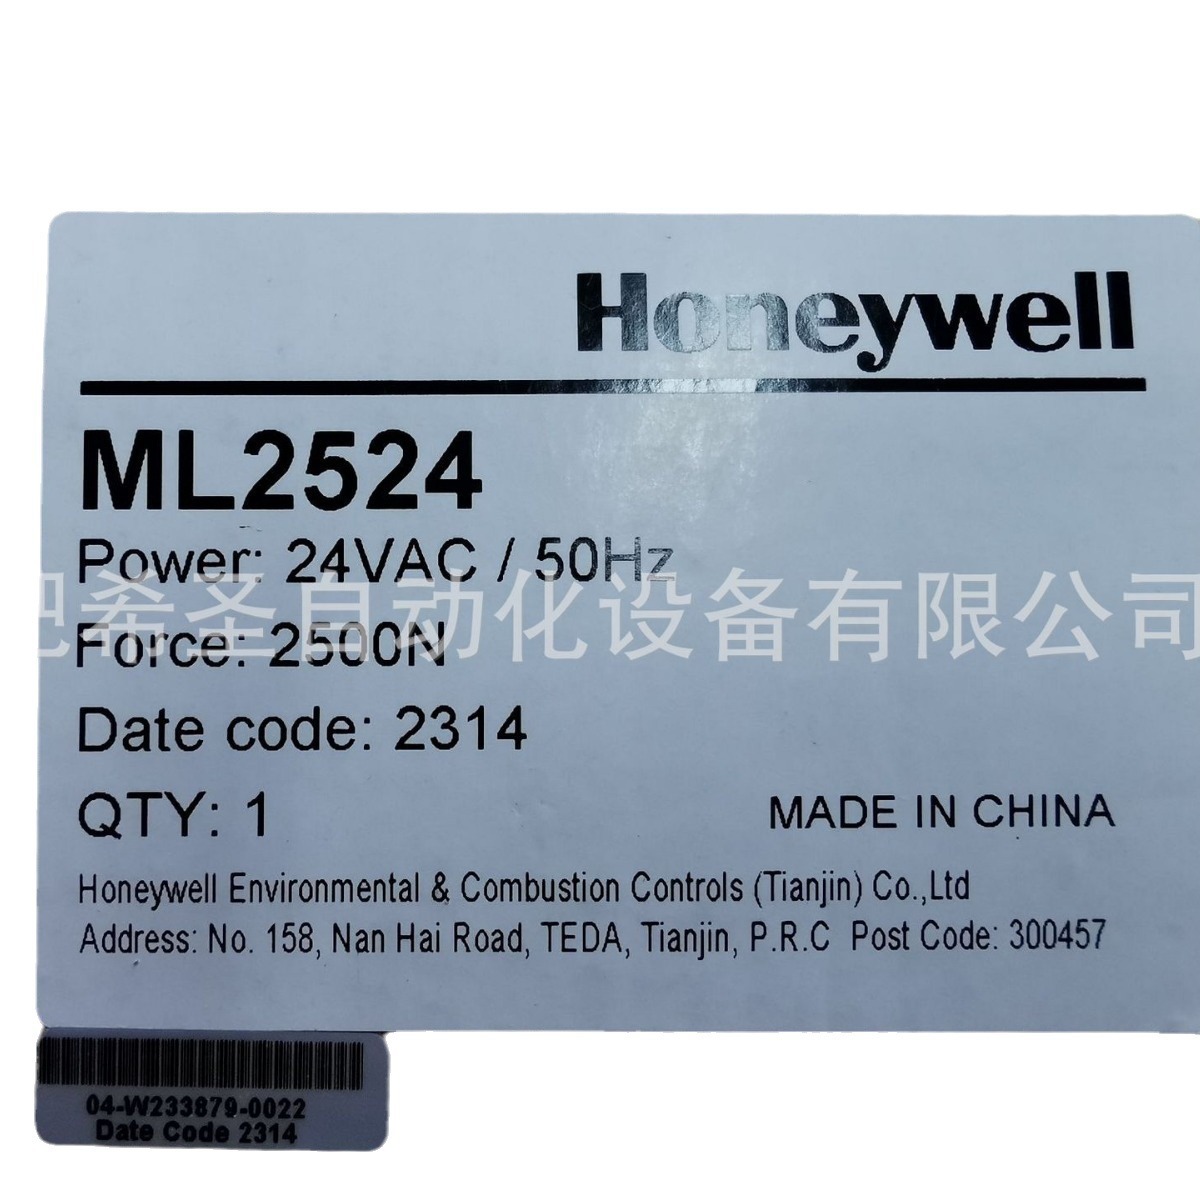 Honeywell
ML2524
Power: 24VAC / 50Hz
肥希圣自动化设备有限公司
Force: 2500N
Date code: 2314
QTY: 1
MADE IN CHINA
Honeywell Environmental & Combustion Controls (Tianjin) Co.,Ltd
Address: No. 158, Nan Hai Road, TEDA, Tianjin, P.R.C Post Code: 300457
04-W233879-0022
Date Code 2314